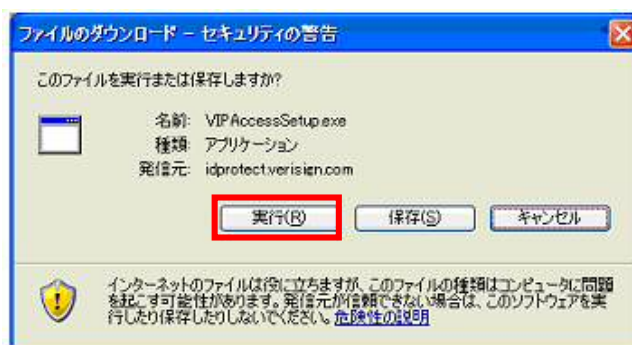 ファイルのダウンロード - セキュリティの警告
このファイルを実行または保存しますか?
名前: VIPAccessSetup.exe
種類: アプリケーション
発信元: idprotect.verisign.com
実行(R) 保存(S) キャンセル
インターネットのファイルは役に立ちますが、このファイルの種類はコンピュータに問題
を起こす可能性があります。発信元が信頼できない場合は、このソフトウェアを実
行したり保存したりしないでください。危険性の説明